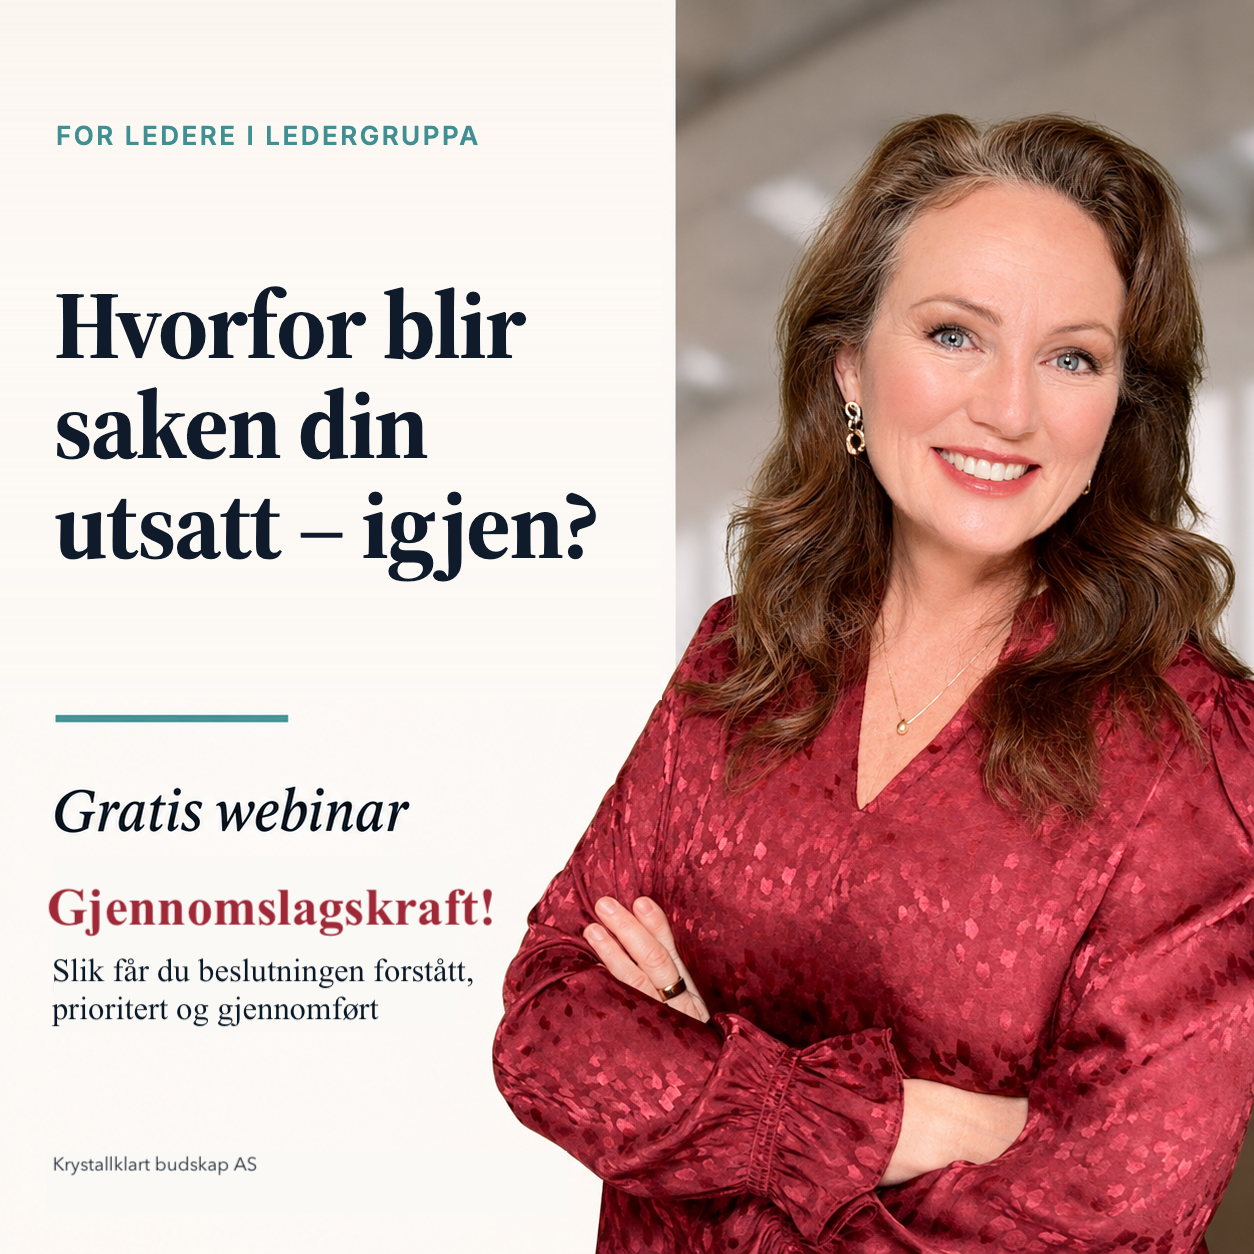 FOR LEDERE I LEDERGRUPPA
Hvorfor blir
saken din
utsatt – igjen?
Gratis webinar
Gjennomslagskraft!
Slik får du beslutningen forstått,
prioritert og gjennomført
Krystallklart budskap AS